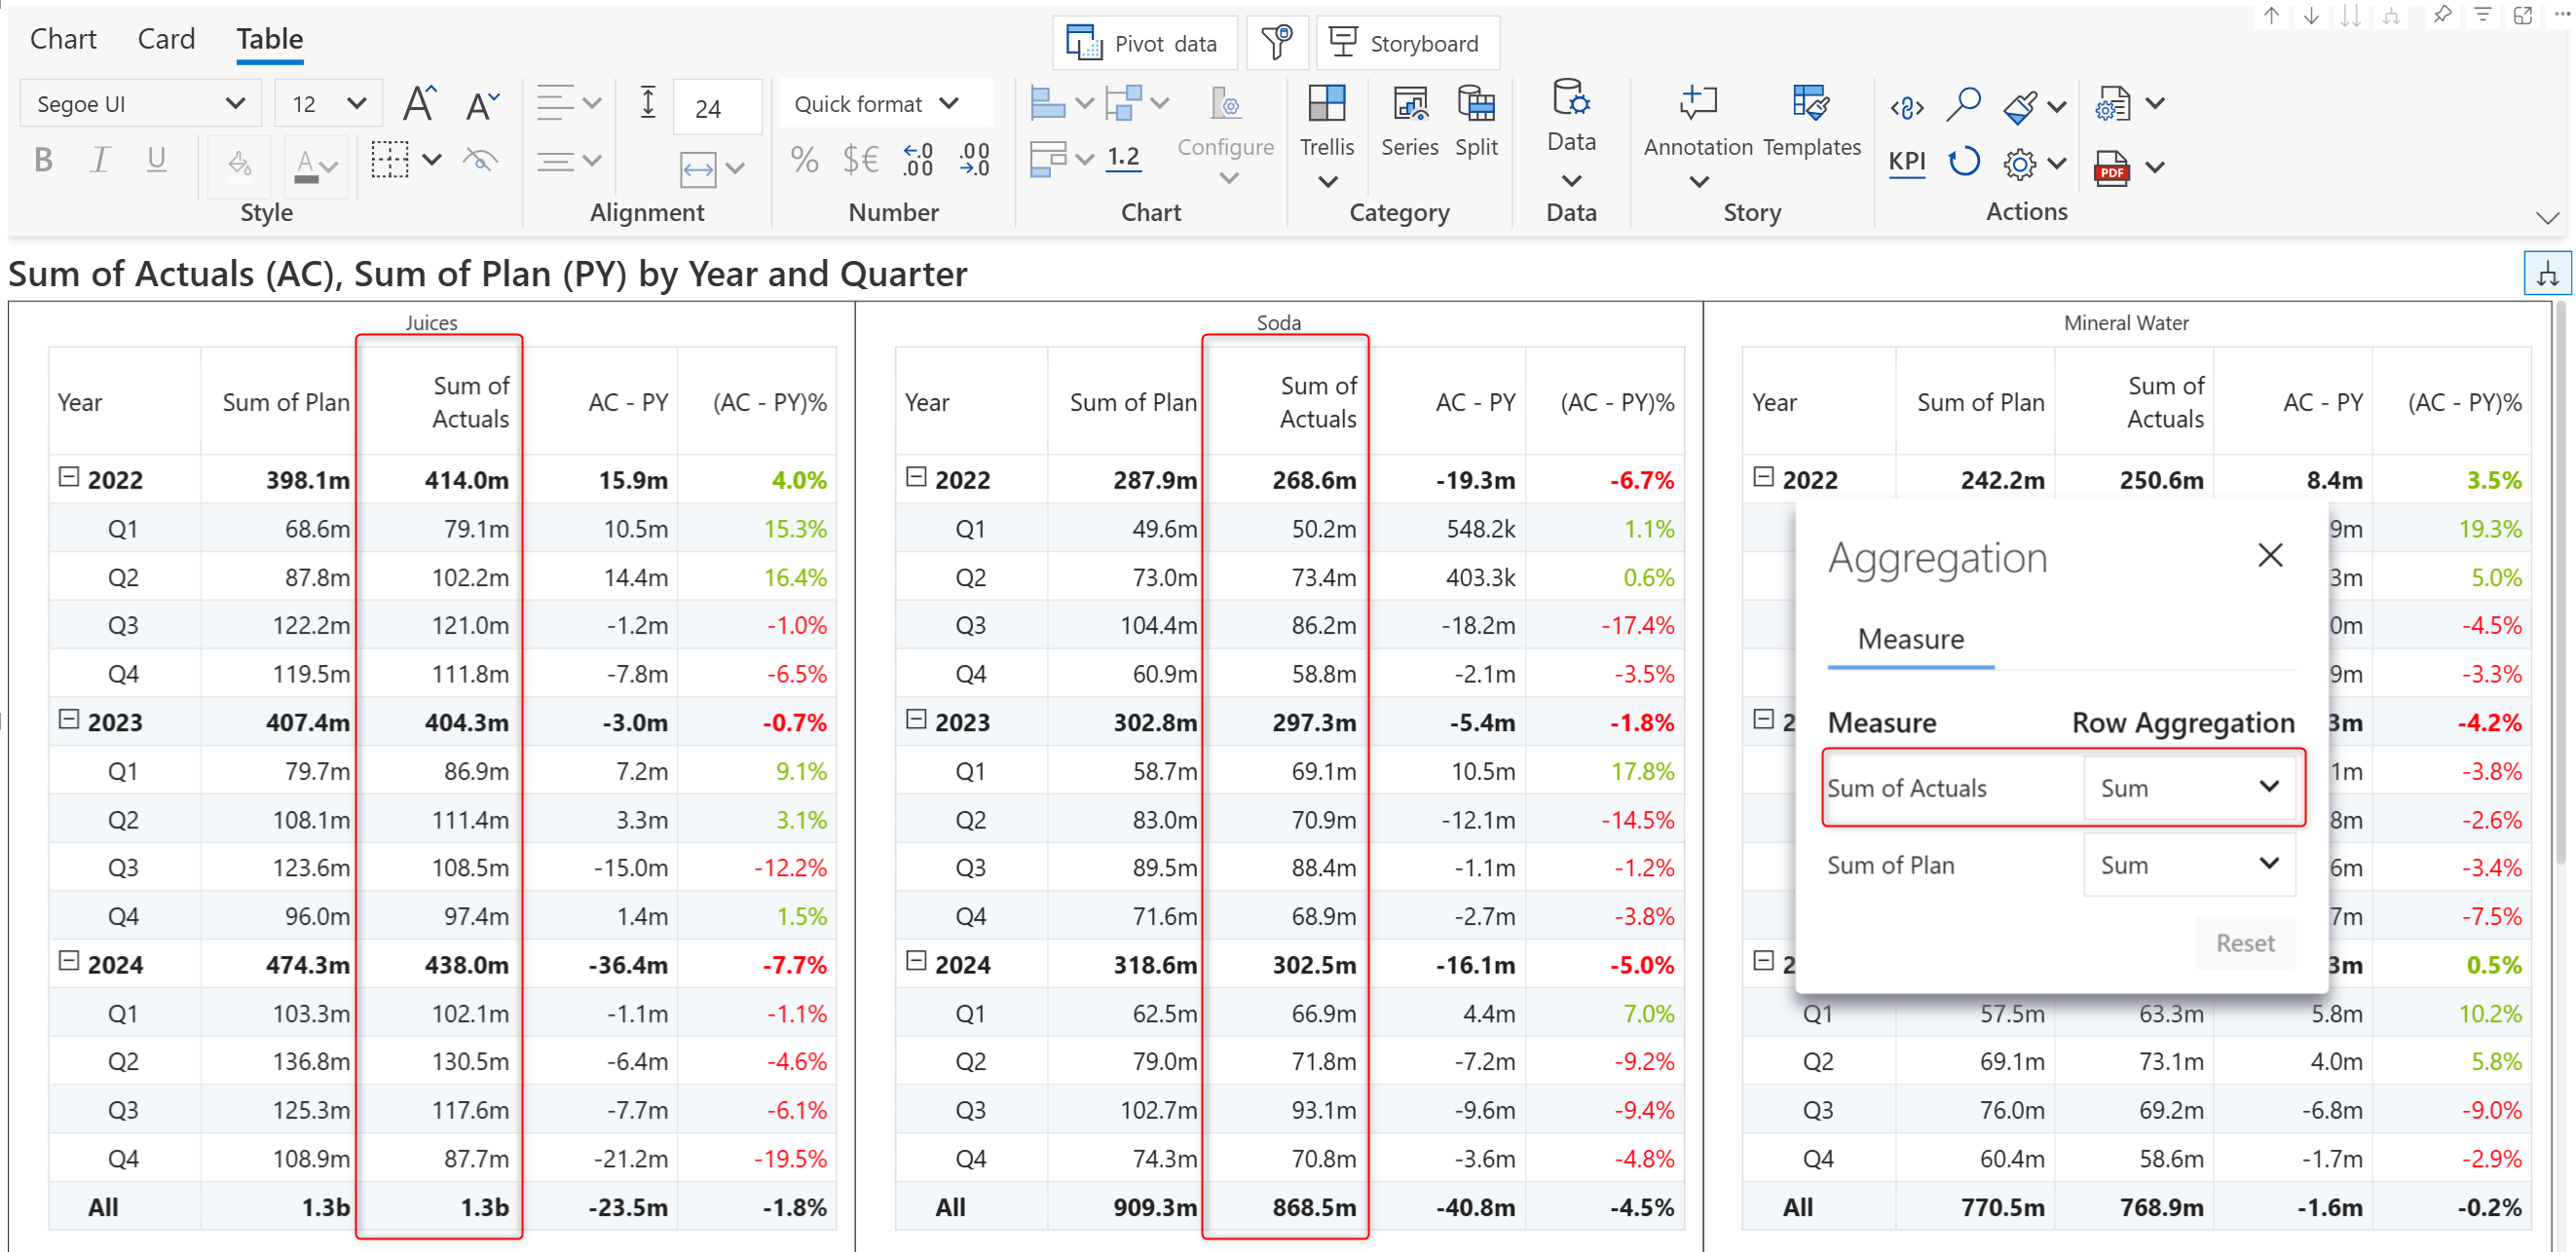 Chart Card Table
Pivot data Storyboard
Segoe UI 12 24 Quick format
B I U A % $€ 1.2 KPI PDF
Configure Trellis Series Split Data Annotation Templates
Style Alignment Number Chart Category Data Story Actions
Sum of Actuals (AC), Sum of Plan (PY) by Year and Quarter
Juices
Year Sum of Plan Sum of Actuals AC - PY (AC - PY)%
2022 398.1m 414.0m 15.9m 4.0%
Q1 68.6m 79.1m 10.5m 15.3%
Q2 87.8m 102.2m 14.4m 16.4%
Q3 122.2m 121.0m -1.2m -1.0%
Q4 119.5m 111.8m -7.8m -6.5%
2023 407.4m 404.3m -3.0m -0.7%
Q1 79.7m 86.9m 7.2m 9.1%
Q2 108.1m 111.4m 3.3m 3.1%
Q3 123.6m 108.5m -15.0m -12.2%
Q4 96.0m 97.4m 1.4m 1.5%
2024 474.3m 438.0m -36.4m -7.7%
Q1 103.3m 102.1m -1.1m -1.1%
Q2 136.8m 130.5m -6.4m -4.6%
Q3 125.3m 117.6m -7.7m -6.1%
Q4 108.9m 87.7m -21.2m -19.5%
All 1.3b 1.3b -23.5m -1.8%
Soda
Year Sum of Plan Sum of Actuals AC - PY (AC - PY)%
2022 287.9m 268.6m -19.3m -6.7%
Q1 49.6m 50.2m 548.2k 1.1%
Q2 73.0m 73.4m 403.3k 0.6%
Q3 104.4m 86.2m -18.2m -17.4%
Q4 60.9m 58.8m -2.1m -3.5%
2023 302.8m 297.3m -5.4m -1.8%
Q1 58.7m 69.1m 10.5m 17.8%
Q2 83.0m 70.9m -12.1m -14.5%
Q3 89.5m 88.4m -1.1m -1.2%
Q4 71.6m 68.9m -2.7m -3.8%
2024 318.6m 302.5m -16.1m -5.0%
Q1 62.5m 66.9m 4.4m 7.0%
Q2 79.0m 71.8m -7.2m -9.2%
Q3 102.7m 93.1m -9.6m -9.4%
Q4 74.3m 70.8m -3.6m -4.8%
All 909.3m 868.5m -40.8m -4.5%
Mineral Water
Year Sum of Plan Sum of Actuals AC - PY (AC - PY)%
2022 242.2m 250.6m 8.4m 3.5%
9m 19.3%
3m 5.0%
0m -4.5%
9m -3.3%
2 3m -4.2%
1m -3.8%
8m -2.6%
6m -3.4%
7m -7.5%
2 3m 0.5%
Q1 57.5m 63.3m 5.8m 10.2%
Q2 69.1m 73.1m 4.0m 5.8%
Q3 76.0m 69.2m -6.8m -9.0%
Q4 60.4m 58.6m -1.7m -2.9%
All 770.5m 768.9m -1.6m -0.2%
Aggregation
Measure
Measure Row Aggregation
Sum of Actuals Sum
Sum of Plan Sum
Reset